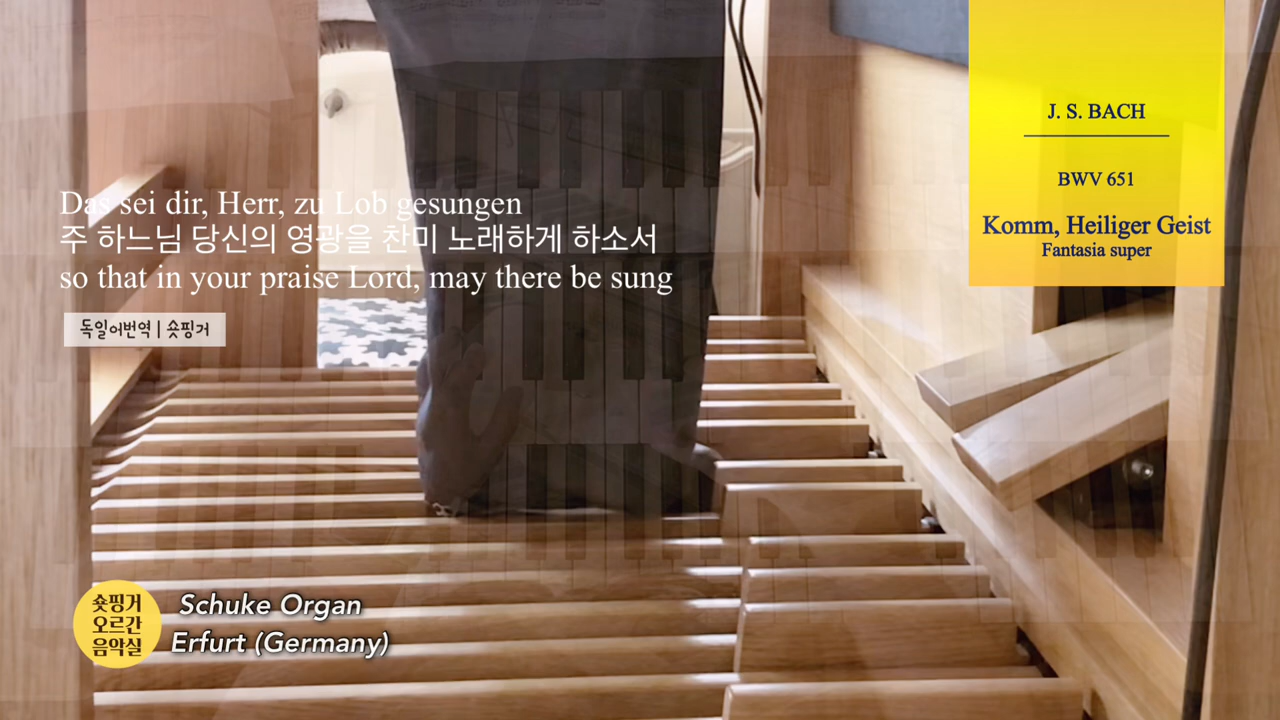 J. S. BACH
BWV 651
Komm, Heiliger Geist
Fantasia super
Das sei dir, Herr, zu Lob gesungen
주 하느님 당신의 영광을 찬미 노래하게 하소서
so that in your praise Lord, may there be sung
독일어번역 | 숏핑거
숏핑거
오르간
음악실
Schuke Organ
Erfurt (Germany)